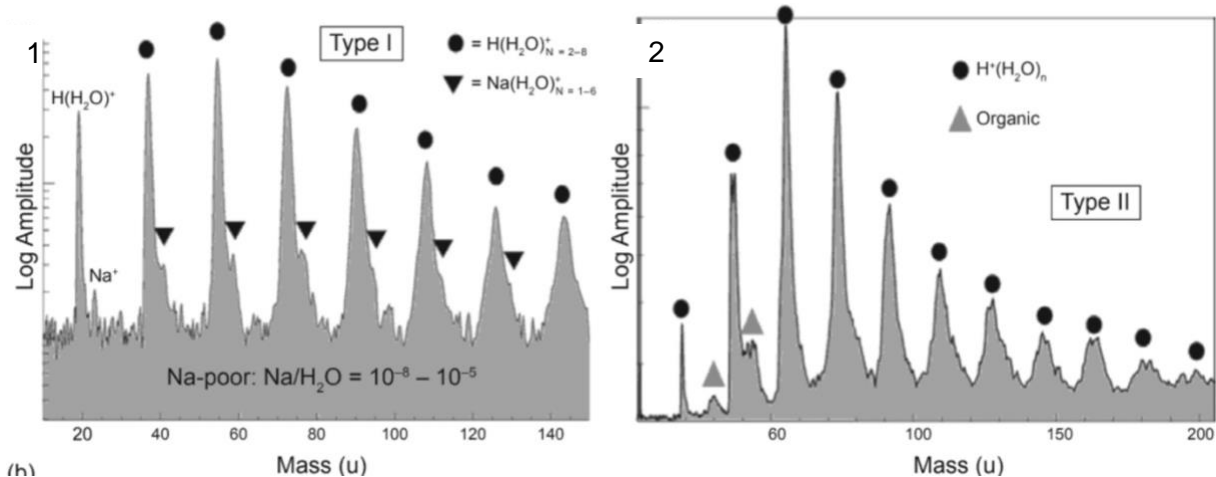 1
Type I
= H(H₂O)⁺N = 2–8
= Na(H₂O)⁺N = 1–6
H(H₂O)⁺
Na⁺
Log Amplitude
Na-poor: Na/H₂O = 10⁻⁸ – 10⁻⁵
20 40 60 80 100 120 140
Mass (u)
(b)
2
H⁺(H₂O)n
Organic
Type II
Log Amplitude
60 100 150 200
Mass (u)